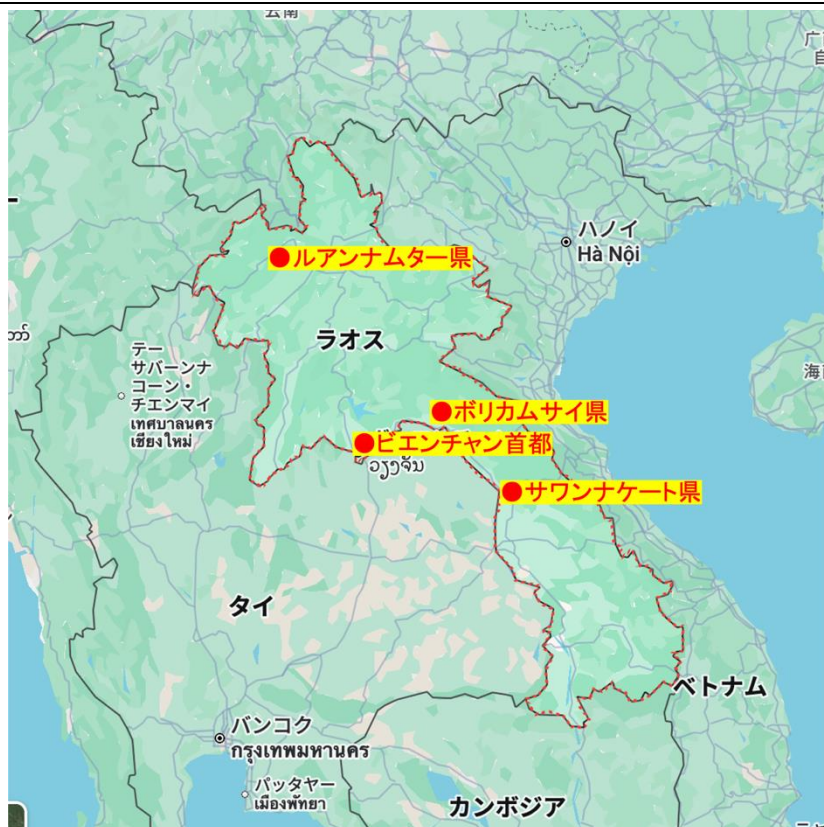 云南
广
自
ハノイ
Hà Nội
●ルアンナムター県
ラオス
တာ်
テー
サバーンナ
コーン・
チエンマイ
เทศบาลนคร
เชียงใหม่
海
●ボリカムサイ県
●ビエンチャン首都
ວຽງຈັນ
●サワンナケート県
タイ
ベトナム
バンコク
กรุงเทพมหานคร
パッタヤー
เมืองพัทยา
カンボジア